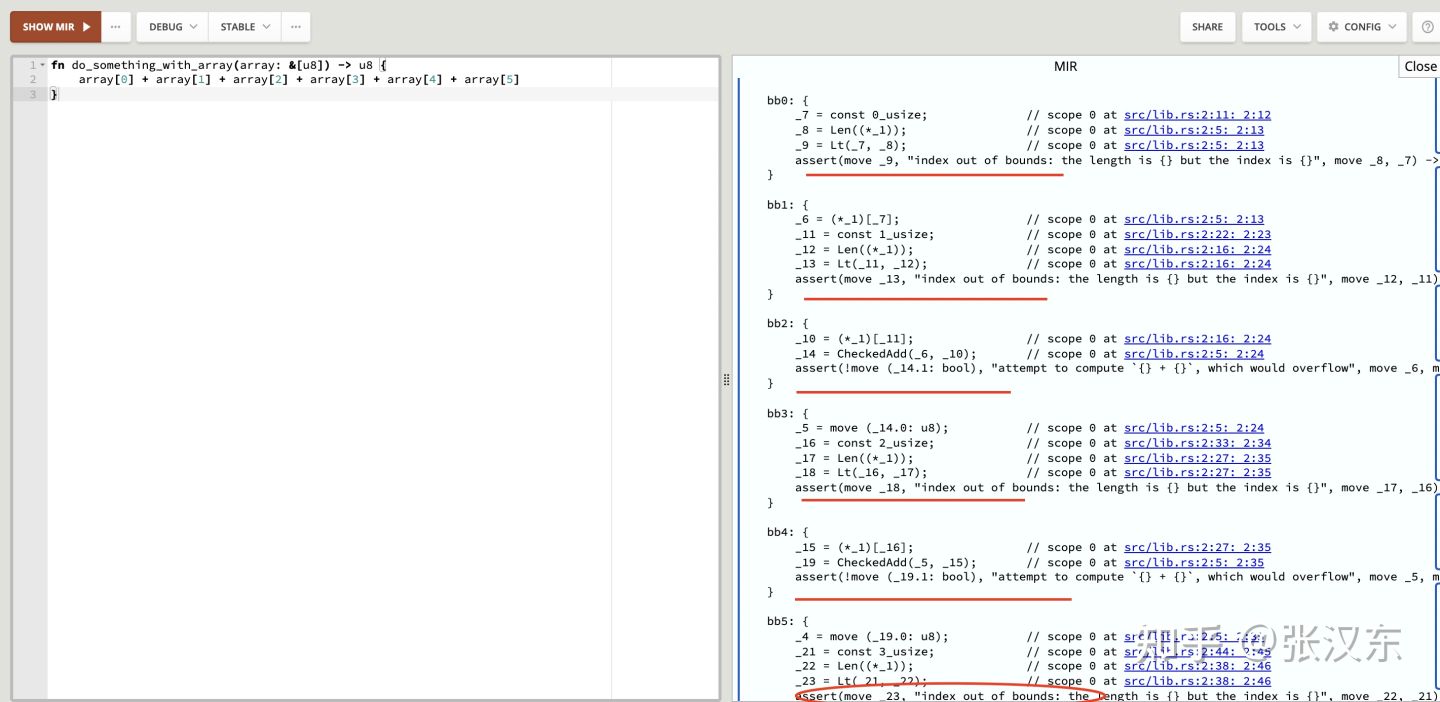 SHOW MIR ▶ ··· DEBUG STABLE ··· SHARE TOOLS CONFIG ?
1 fn do_something_with_array(array: &[u8]) -> u8 {
2     array[0] + array[1] + array[2] + array[3] + array[4] + array[5]
3 }
MIR
Close
bb0: {
    _7 = const 0_usize;              // scope 0 at src/lib.rs:2:11: 2:12
    _8 = Len((*_1));                 // scope 0 at src/lib.rs:2:5: 2:13
    _9 = Lt(_7, _8);                 // scope 0 at src/lib.rs:2:5: 2:13
    assert(move _9, "index out of bounds: the length is {} but the index is {}", move _8, _7) ->
}
bb1: {
    _6 = (*_1)[_7];                  // scope 0 at src/lib.rs:2:5: 2:13
    _11 = const 1_usize;             // scope 0 at src/lib.rs:2:22: 2:23
    _12 = Len((*_1));                // scope 0 at src/lib.rs:2:16: 2:24
    _13 = Lt(_11, _12);              // scope 0 at src/lib.rs:2:16: 2:24
    assert(move _13, "index out of bounds: the length is {} but the index is {}", move _12, _11)
}
bb2: {
    _10 = (*_1)[_11];                // scope 0 at src/lib.rs:2:16: 2:24
    _14 = CheckedAdd(_6, _10);       // scope 0 at src/lib.rs:2:5: 2:24
    assert(!move (_14.1: bool), "attempt to compute `{} + {}`, which would overflow", move _6, m
}
bb3: {
    _5 = move (_14.0: u8);           // scope 0 at src/lib.rs:2:5: 2:24
    _16 = const 2_usize;             // scope 0 at src/lib.rs:2:33: 2:34
    _17 = Len((*_1));                // scope 0 at src/lib.rs:2:27: 2:35
    _18 = Lt(_16, _17);              // scope 0 at src/lib.rs:2:27: 2:35
    assert(move _18, "index out of bounds: the length is {} but the index is {}", move _17, _16)
}
bb4: {
    _15 = (*_1)[_16];                // scope 0 at src/lib.rs:2:27: 2:35
    _19 = CheckedAdd(_5, _15);       // scope 0 at src/lib.rs:2:5: 2:35
    assert(!move (_19.1: bool), "attempt to compute `{} + {}`, which would overflow", move _5, m
}
bb5: {
    _4 = move (_19.0: u8);           // scope 0 at src/lib.rs:2:5: 2:35
    _21 = const 3_usize;             // scope 0 at src/lib.rs:2:44: 2:45
    _22 = Len((*_1));                // scope 0 at src/lib.rs:2:38: 2:46
    _23 = Lt(_21, _22);              // scope 0 at src/lib.rs:2:38: 2:46
    assert(move _23, "index out of bounds: the length is {} but the index is {}", move _22, _21)
知乎 @张汉东